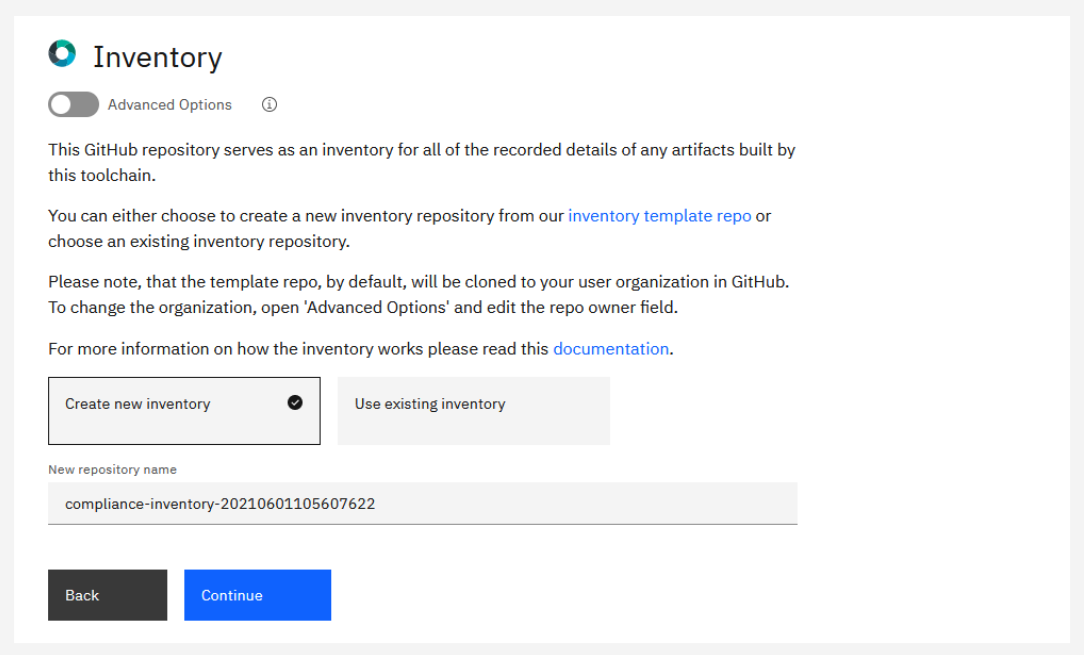 Inventory
Advanced Options
This GitHub repository serves as an inventory for all of the recorded details of any artifacts built by
this toolchain.
You can either choose to create a new inventory repository from our inventory template repo or
choose an existing inventory repository.
Please note, that the template repo, by default, will be cloned to your user organization in GitHub.
To change the organization, open 'Advanced Options' and edit the repo owner field.
For more information on how the inventory works please read this documentation.
Create new inventory
Use existing inventory
New repository name
compliance-inventory-20210601105607622
Back
Continue